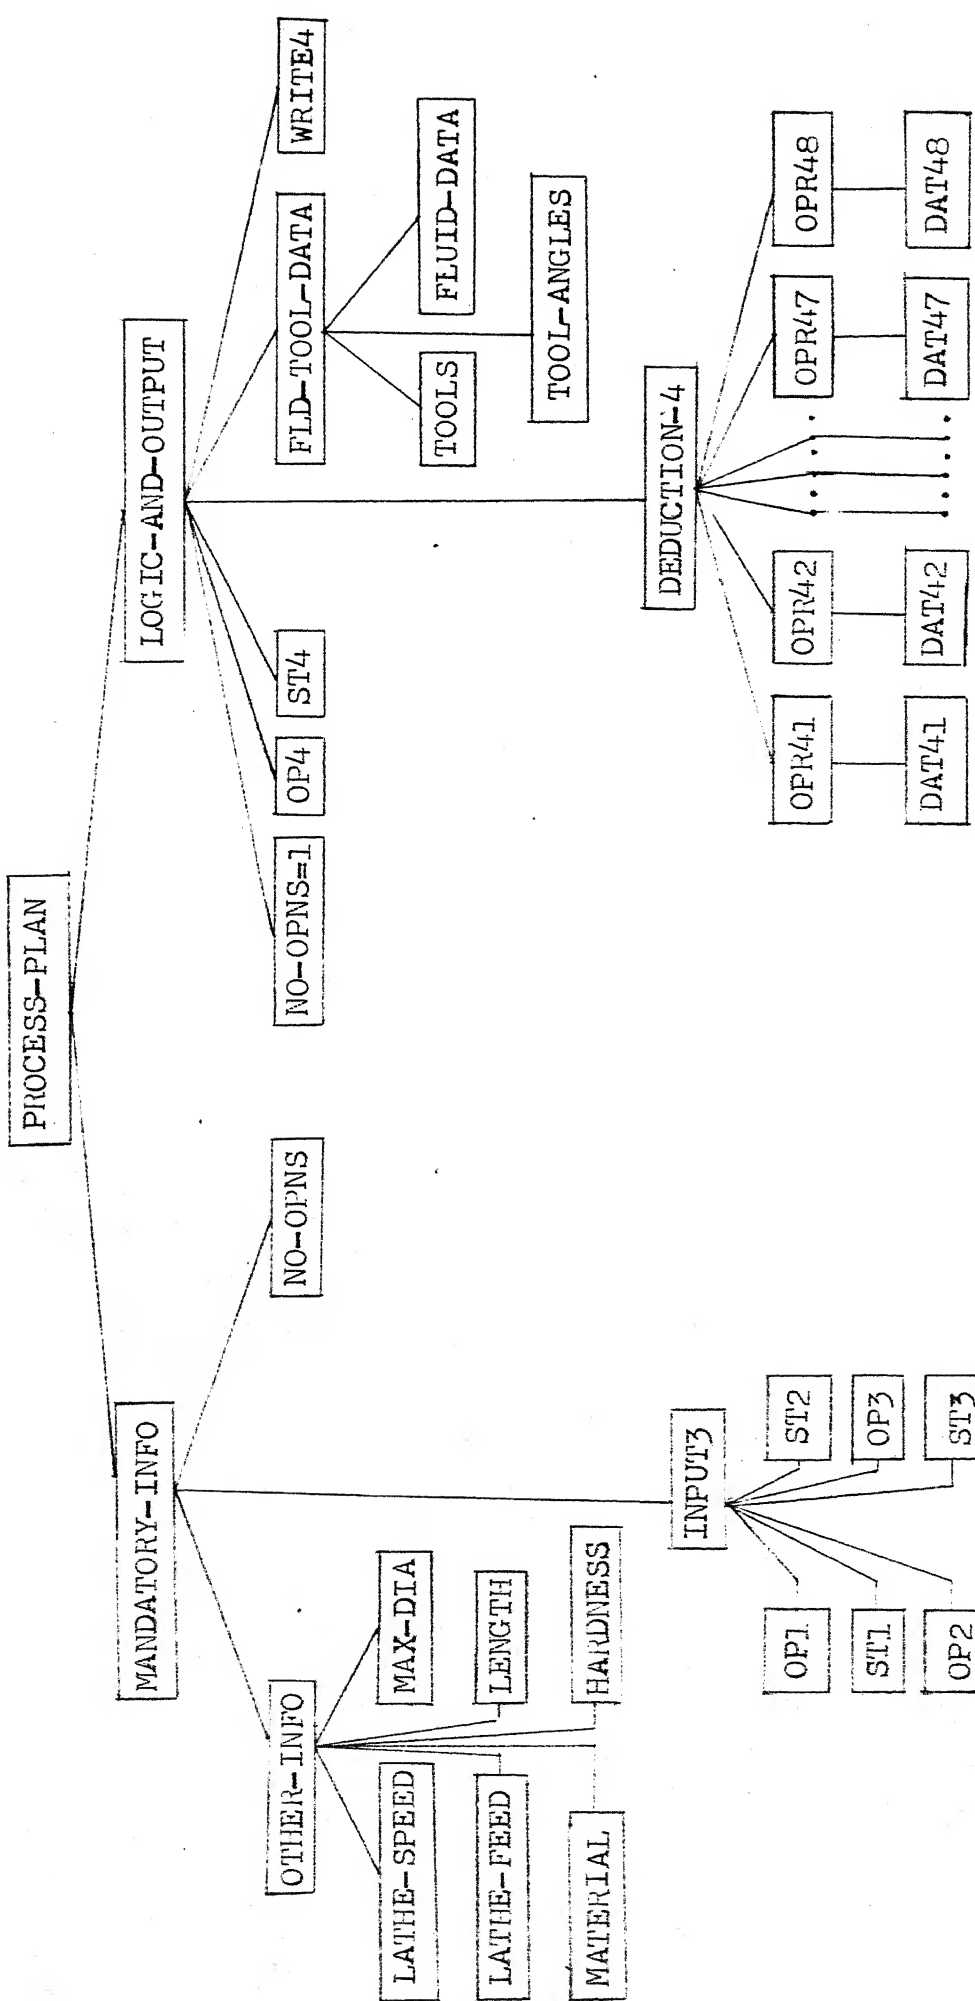 PROCESS-PLAN
MANDATORY-INFO
LOGIC-AND-OUTPUT
OTHER-INFO
NO-OPNS
NO-OPNS=1
OP4
ST4
FLD-TOOL-DATA
WRITE4
LATHE-SPEED
MAX-DIA
TOOLS
FLUID-DATA
LATHE-FEED
LENGTH
TOOL-ANGLES
MATERIAL
HARDNESS
INPUT3
DEDUCTION-4
OP1
ST2
OPR41
OPR42
OPR47
OPR48
ST1
OP3
OP2
ST3
DAT41
DAT42
DAT47
DAT48